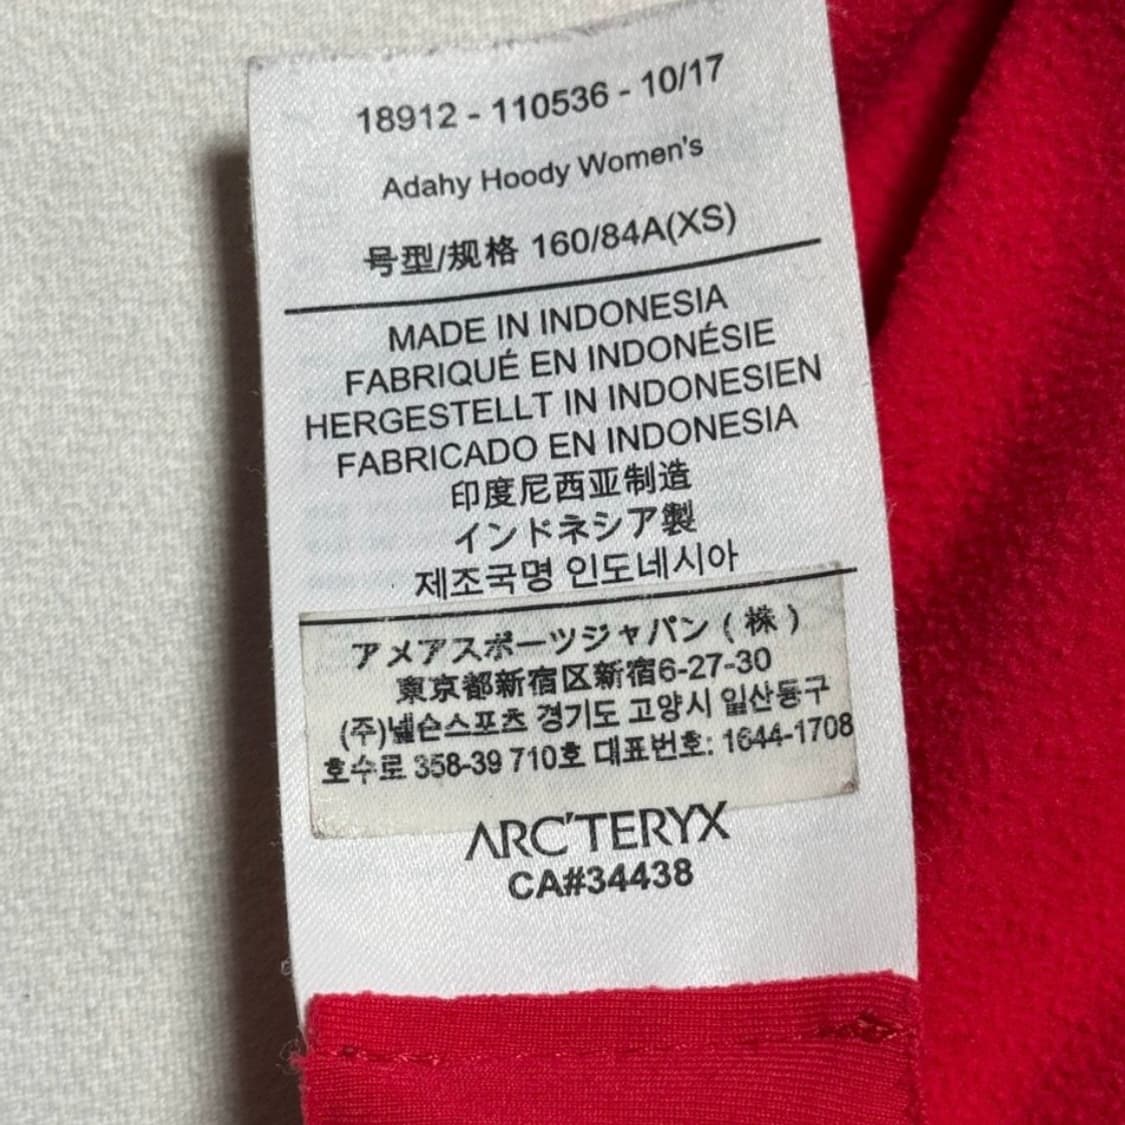 18912 - 110536 - 10/17
Adahy Hoody Women's
号型/规格 160/84A(XS)
MADE IN INDONESIA
FABRIQUÉ EN INDONÉSIE
HERGESTELLT IN INDONESIEN
FABRICADO EN INDONESIA
印度尼西亚制造
インドネシア製
제조국명 인도네시아
アメアスポーツジャパン ( 株 )
東京都新宿区新宿6-27-30
(주)넬슨스포츠 경기도 고양시 일산동구
호수로 358-39 710호 대표번호: 1644-1708
ARC'TERYX
CA#34438